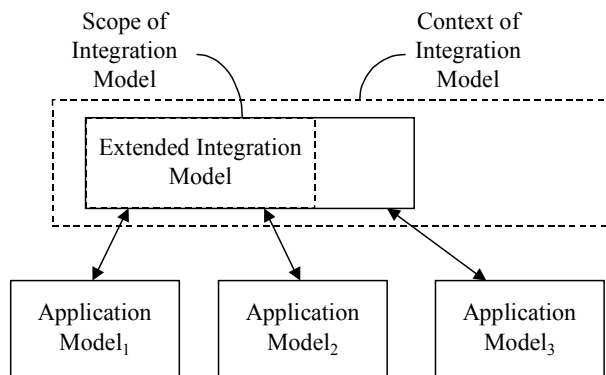 Scope of
Integration
Model
Context of
Integration
Model
Extended Integration
Model
Application
Model₁
Application
Model₂
Application
Model₃